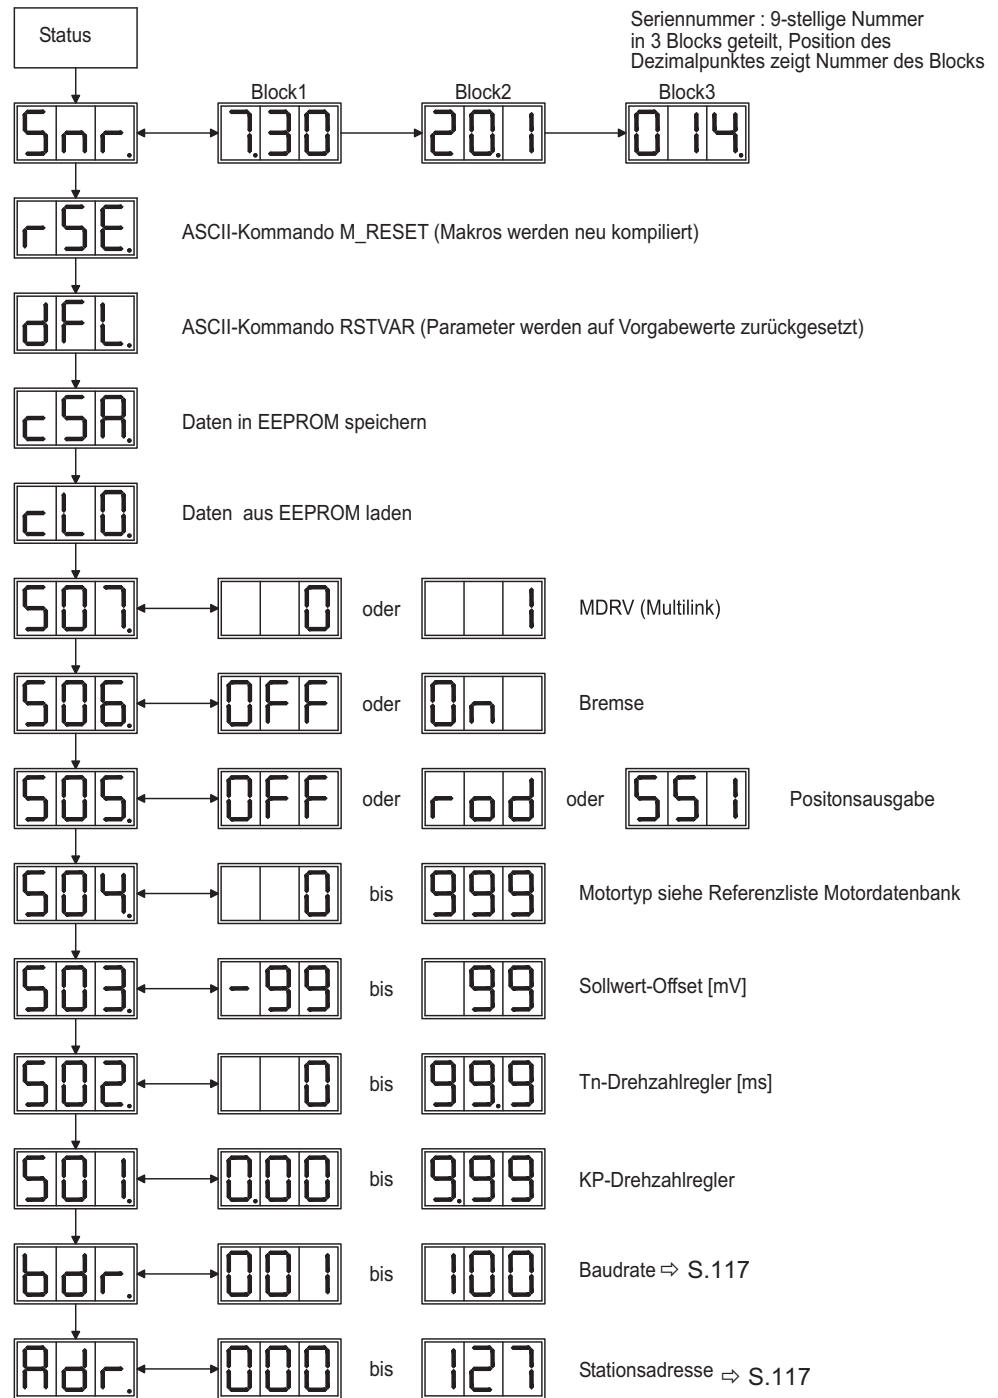 Status
Seriennummer : 9-stellige Nummer
in 3 Blocks geteilt, Position des
Dezimalpunktes zeigt Nummer des Blocks
Block1 Block2 Block3
Snr. 7.30 20.1 014.
rSE. ASCII-Kommando M_RESET (Makros werden neu kompiliert)
dFL. ASCII-Kommando RSTVAR (Parameter werden auf Vorgabewerte zurückgesetzt)
cSA. Daten in EEPROM speichern
cL0. Daten aus EEPROM laden
S07. 0 oder 1 MDRV (Multilink)
S06. OFF oder On Bremse
S05. OFF oder rod oder SSI Positonsausgabe
S04. 0 bis 999 Motortyp siehe Referenzliste Motordatenbank
S03. -99 bis 99 Sollwert-Offset [mV]
S02. 0 bis 99.9 Tn-Drehzahlregler [ms]
S01. 0.00 bis 9.99 KP-Drehzahlregler
bdr. 001 bis 100 Baudrate ⇨ S.117
Adr. 000 bis 127 Stationsadresse ⇨ S.117